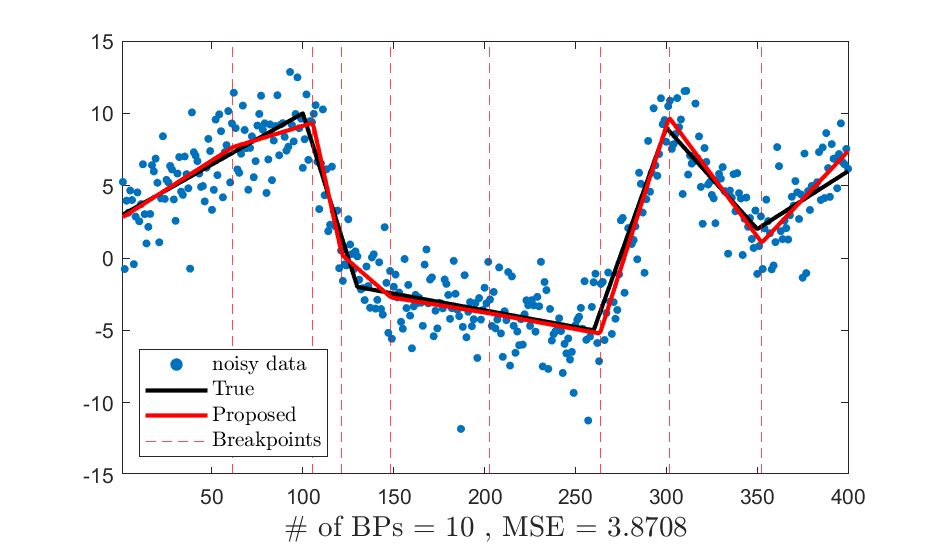 15
10
5
0
-5
-10
-15
noisy data
True
Proposed
Breakpoints
50 100 150 200 250 300 350 400
# of BPs = 10 , MSE = 3.8708